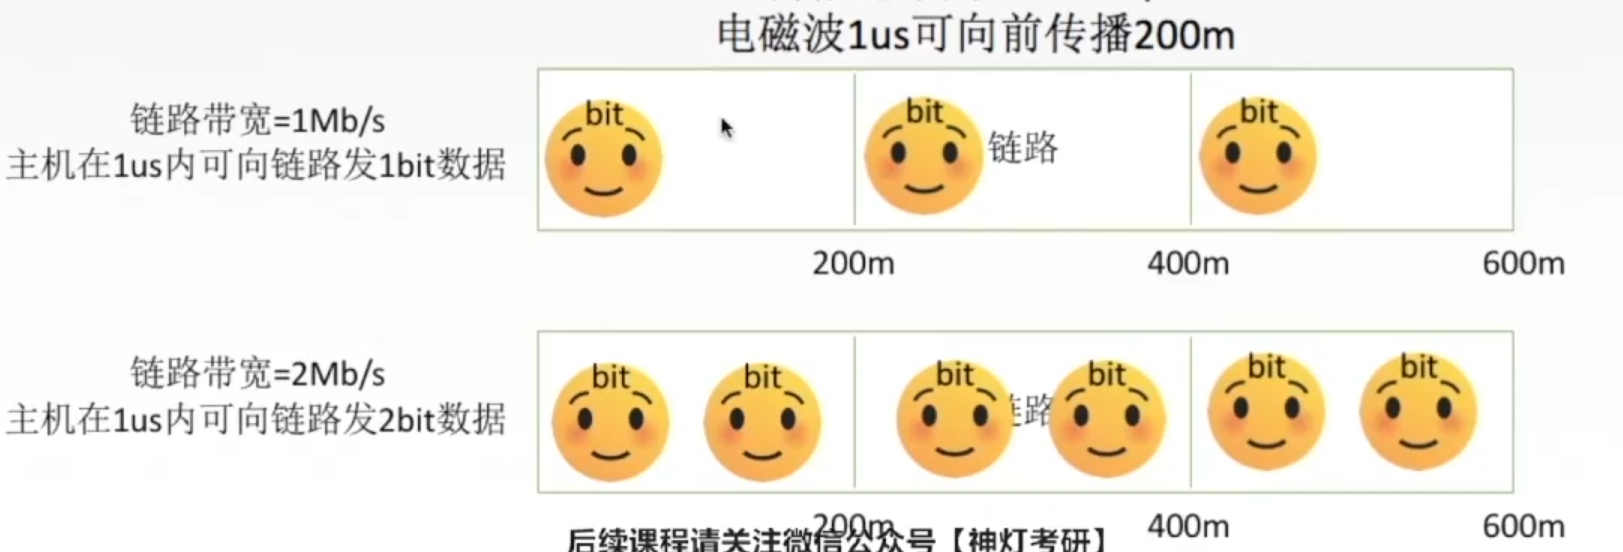 电磁波1us可向前传播200m
链路带宽=1Mb/s
主机在1us内可向链路发1bit数据
bit
bit
链路
bit
200m
400m
600m
链路带宽=2Mb/s
主机在1us内可向链路发2bit数据
bit
bit
bit
路
bit
bit
bit
200m
400m
600m
后续课程请关注微信公众号【神灯考研】